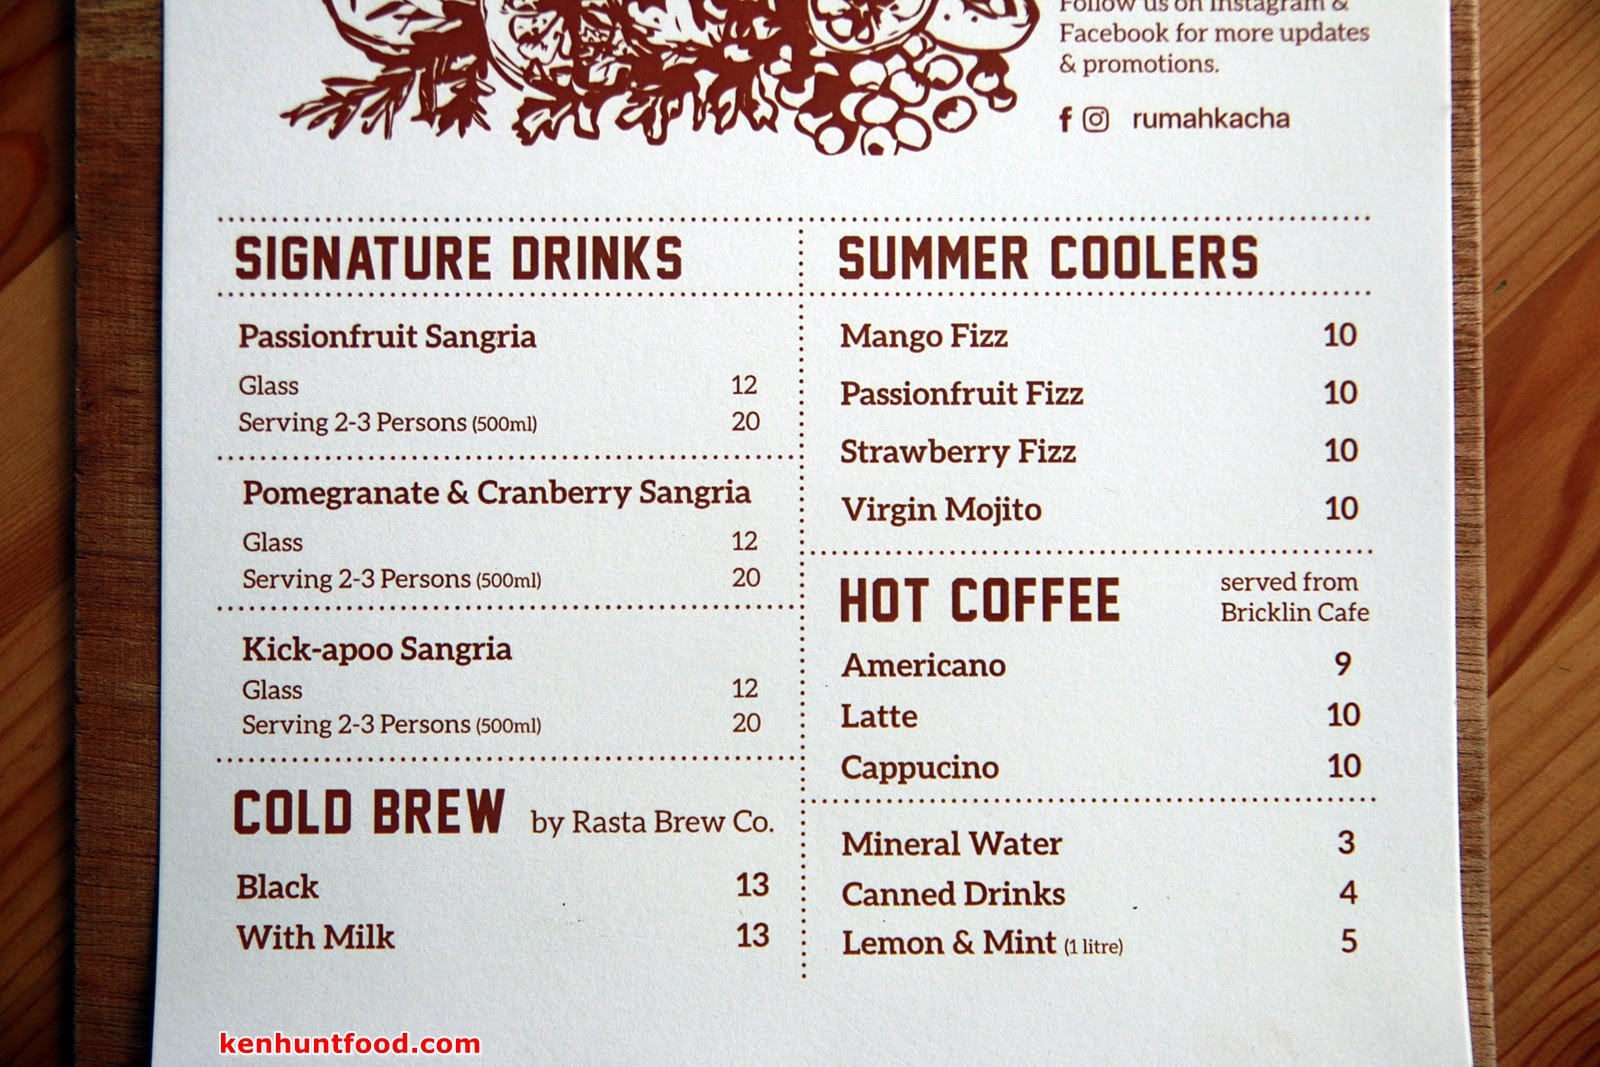 Follow us on Instagram &
Facebook for more updates
& promotions.
rumahkacha
SIGNATURE DRINKS
Passionfruit Sangria
Glass 12
Serving 2-3 Persons (500ml) 20
Pomegranate & Cranberry Sangria
Glass 12
Serving 2-3 Persons (500ml) 20
Kick-apoo Sangria
Glass 12
Serving 2-3 Persons (500ml) 20
COLD BREW by Rasta Brew Co.
Black 13
With Milk 13
SUMMER COOLERS
Mango Fizz 10
Passionfruit Fizz 10
Strawberry Fizz 10
Virgin Mojito 10
HOT COFFEE
served from
Bricklin Cafe
Americano 9
Latte 10
Cappucino 10
Mineral Water 3
Canned Drinks 4
Lemon & Mint (1 litre) 5
kenhuntfood.com